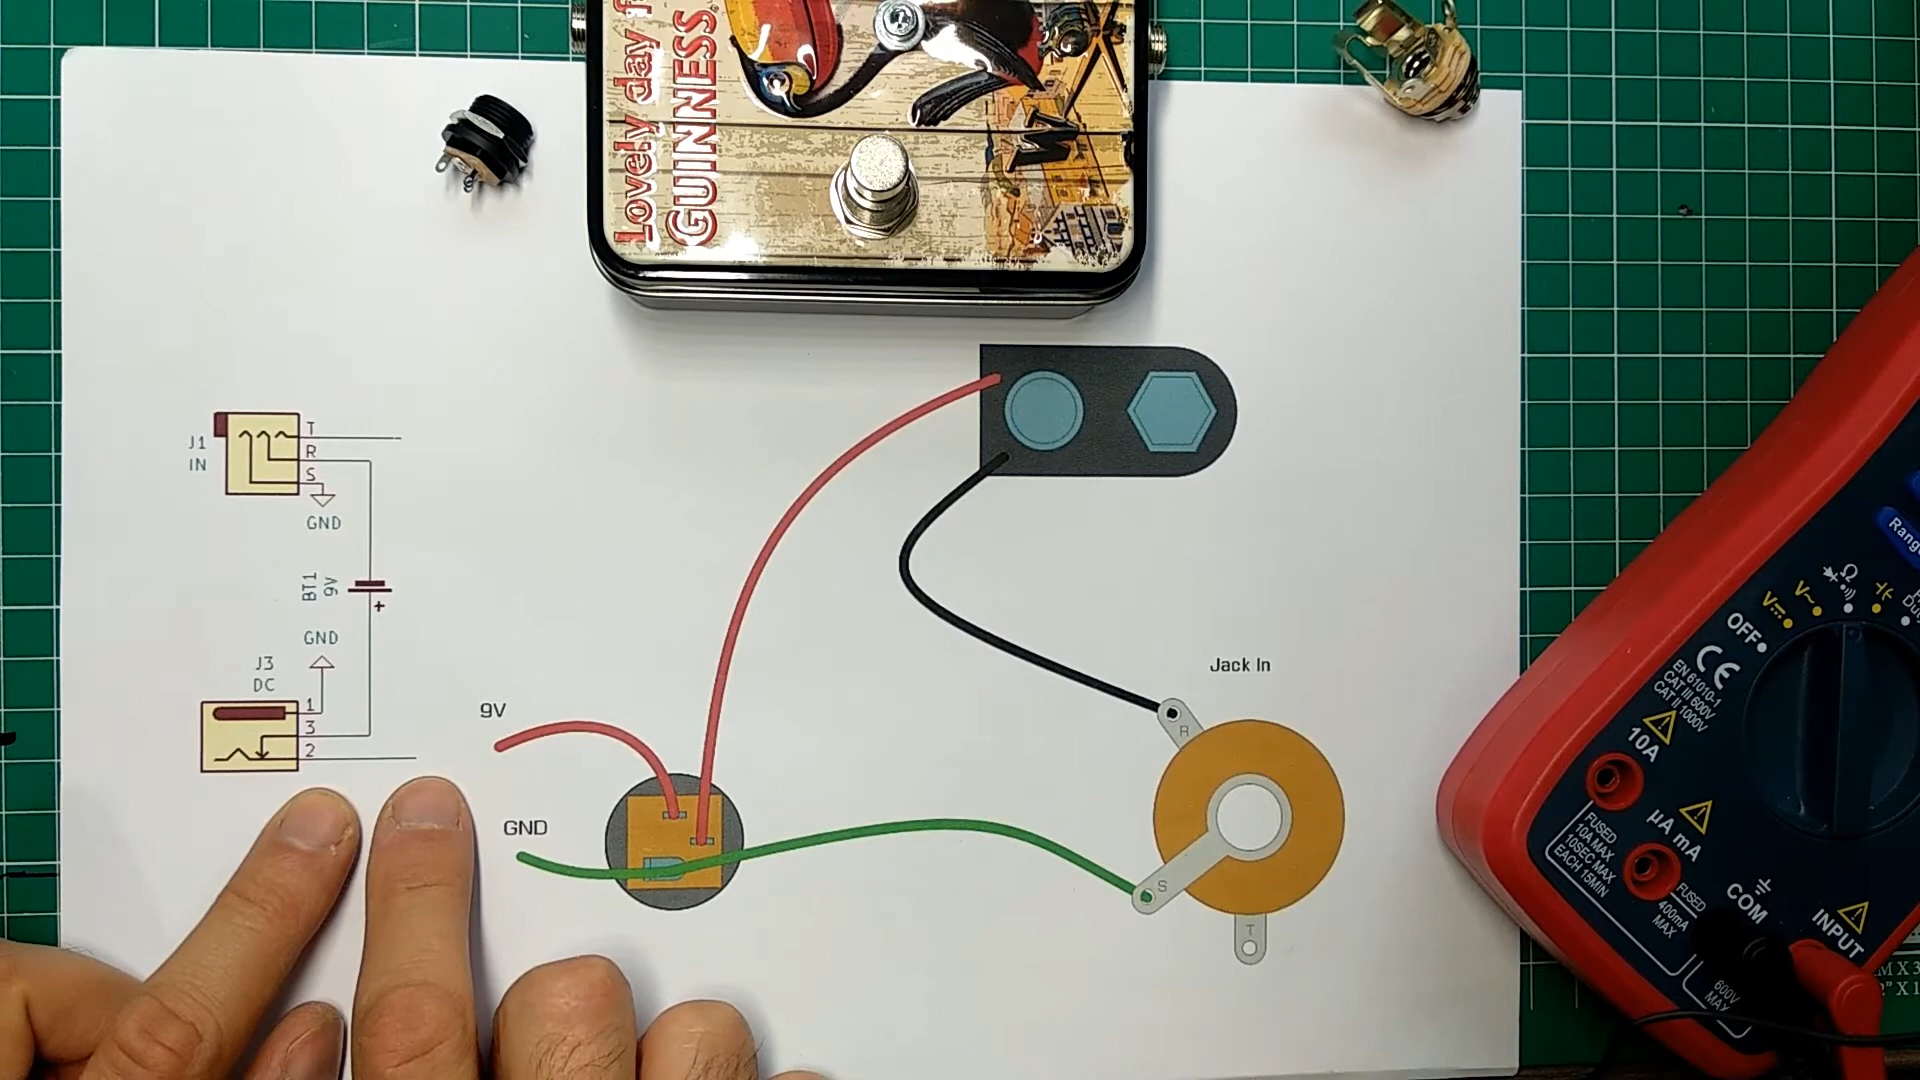 Lovely day f
GUINNESS
J1
IN
T
R
S
GND
BT1
9V
+
GND
J3
DC
1
3
2
9V
GND
Jack In
R
S
T
Range
OFF
V
V~
Ω
CE
EN 61010-1
CAT III 600V
CAT II 1000V
10A
FUSED
10A MAX
10SEC MAX
EACH 15MIN
µA mA
FUSED
400mA
MAX
COM
INPUT
600V
MAX